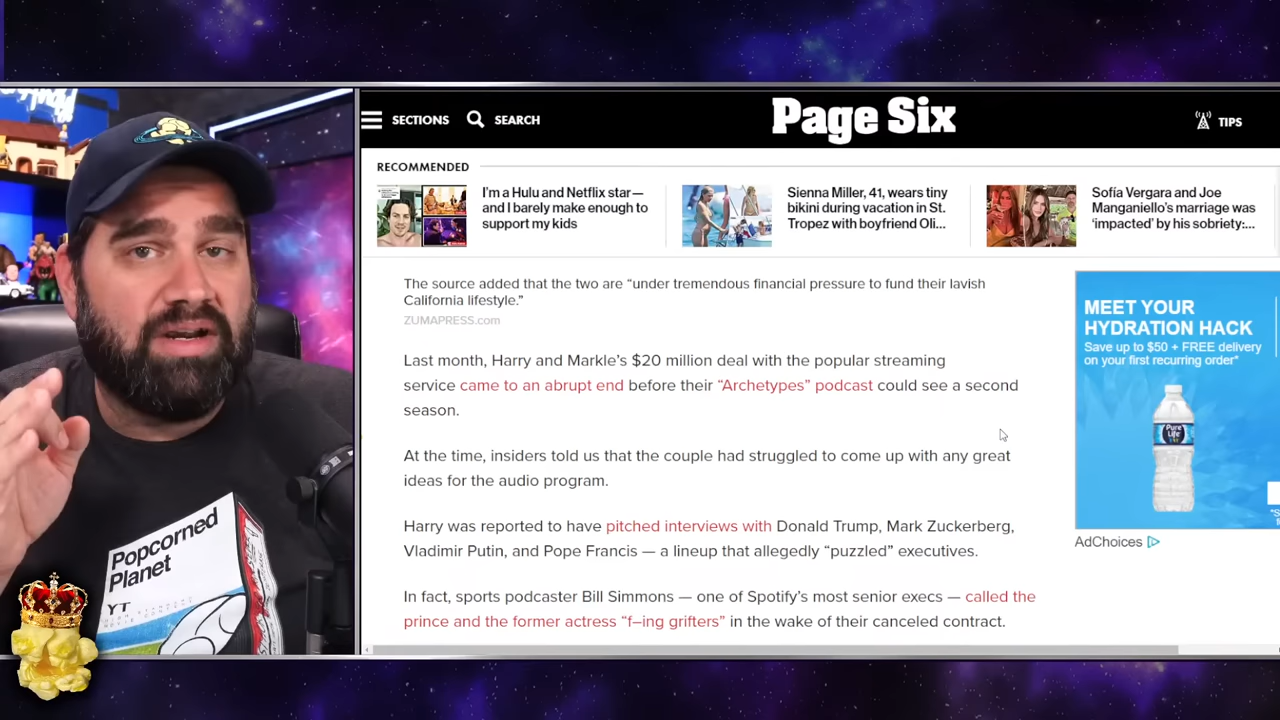 SECTIONS
SEARCH
Page Six
TIPS
RECOMMENDED
I'm a Hulu and Netflix star—
and I barely make enough to
support my kids
Sienna Miller, 41, wears tiny
bikini during vacation in St.
Tropez with boyfriend Oli...
Sofía Vergara and Joe
Manganiello's marriage was
'impacted' by his sobriety:...
The source added that the two are “under tremendous financial pressure to fund their lavish
California lifestyle.”
ZUMAPRESS.com
Last month, Harry and Markle's $20 million deal with the popular streaming
service came to an abrupt end before their “Archetypes” podcast could see a second
season.
At the time, insiders told us that the couple had struggled to come up with any great
ideas for the audio program.
Harry was reported to have pitched interviews with Donald Trump, Mark Zuckerberg,
Vladimir Putin, and Pope Francis — a lineup that allegedly “puzzled” executives.
In fact, sports podcaster Bill Simmons — one of Spotify's most senior execs — called the
prince and the former actress “f–ing grifters” in the wake of their canceled contract.
MEET YOUR
HYDRATION HACK
Save up to $50 + FREE delivery
on your first recurring order*
Pure
Life
AdChoices
Popcorned
Planet
YT